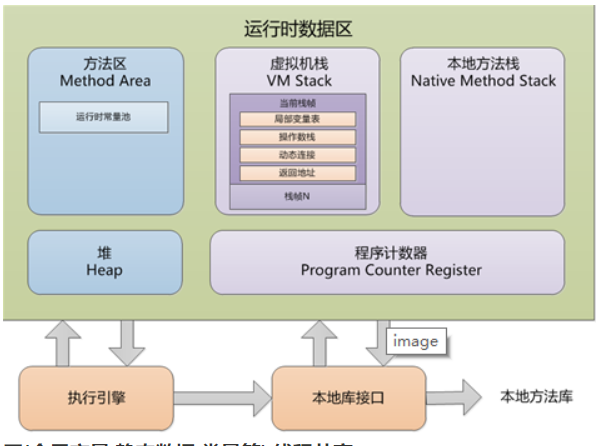 运行时数据区
方法区
Method Area
运行时常量池
虚拟机栈
VM Stack
当前栈帧
局部变量表
操作数栈
动态连接
返回地址
栈帧N
本地方法栈
Native Method Stack
堆
Heap
程序计数器
Program Counter Register
image
执行引擎
本地库接口
本地方法库